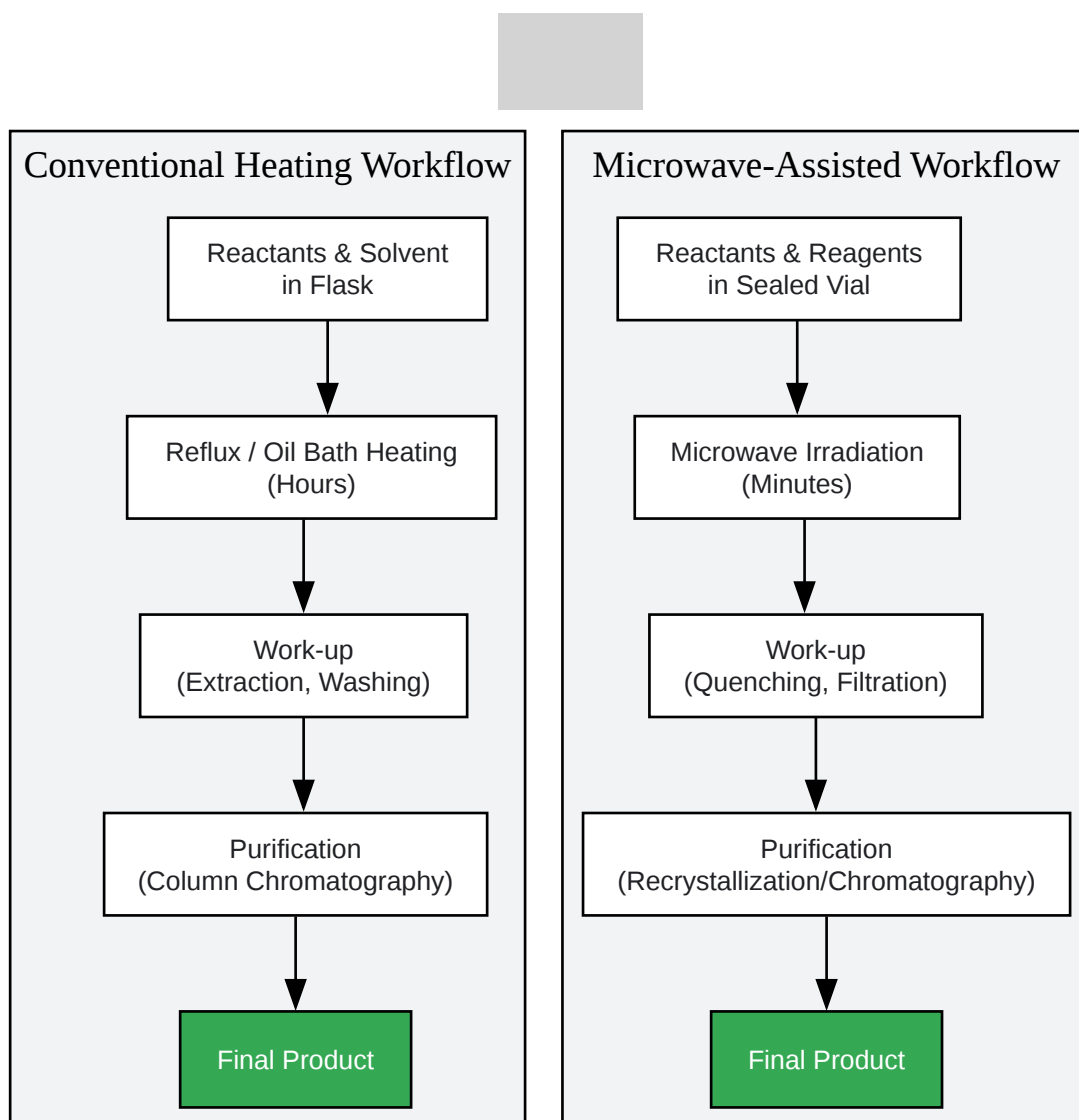 Conventional Heating Workflow
Reactants & Solvent
in Flask
Reflux / Oil Bath Heating
(Hours)
Work-up
(Extraction, Washing)
Purification
(Column Chromatography)
Final Product
Microwave-Assisted Workflow
Reactants & Reagents
in Sealed Vial
Microwave Irradiation
(Minutes)
Work-up
(Quenching, Filtration)
Purification
(Recrystallization/Chromatography)
Final Product